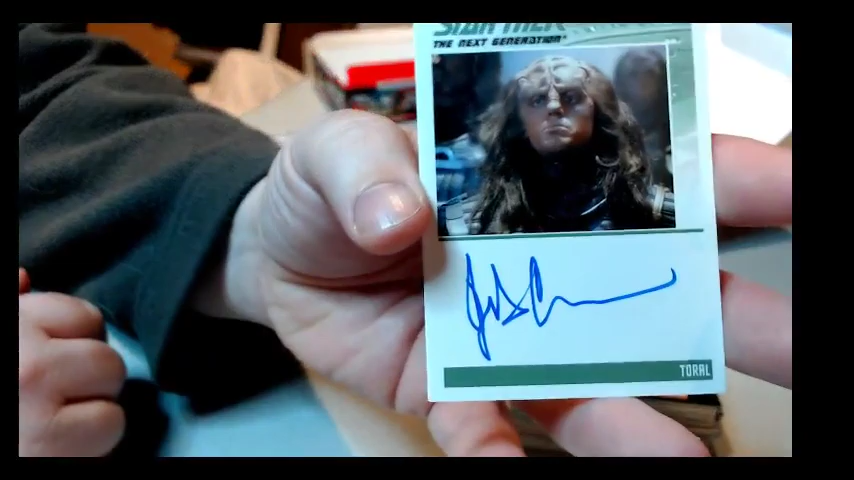 STAR TREK
THE NEXT GENERATION
TORAL